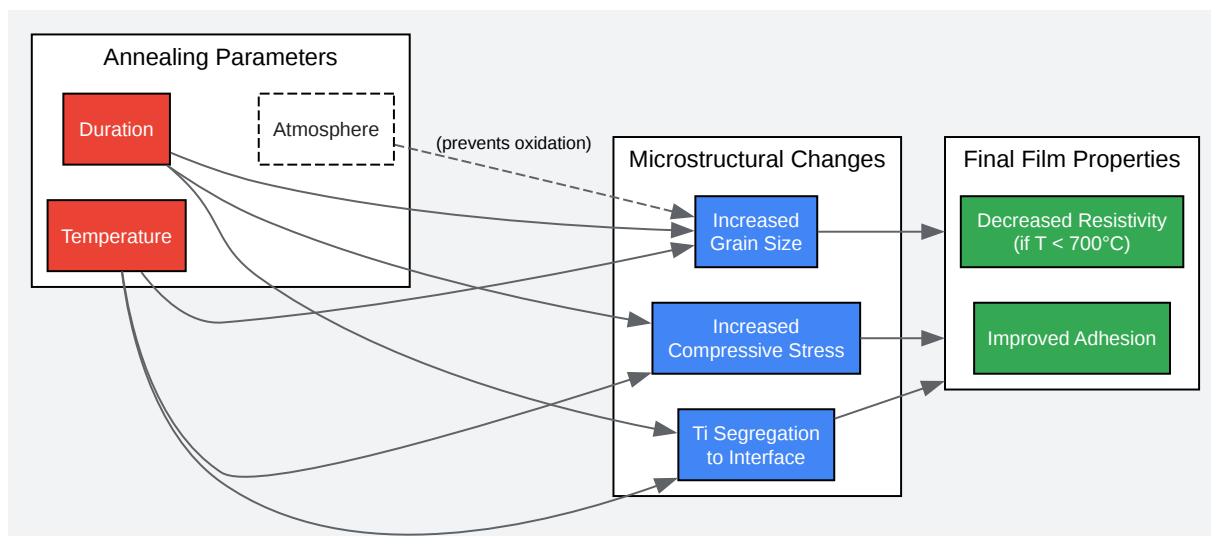 Annealing Parameters
Duration
Atmosphere
Temperature
(prevents oxidation)
Microstructural Changes
Increased
Grain Size
Increased
Compressive Stress
Ti Segregation
to Interface
Final Film Properties
Decreased Resistivity
(if T < 700°C)
Improved Adhesion